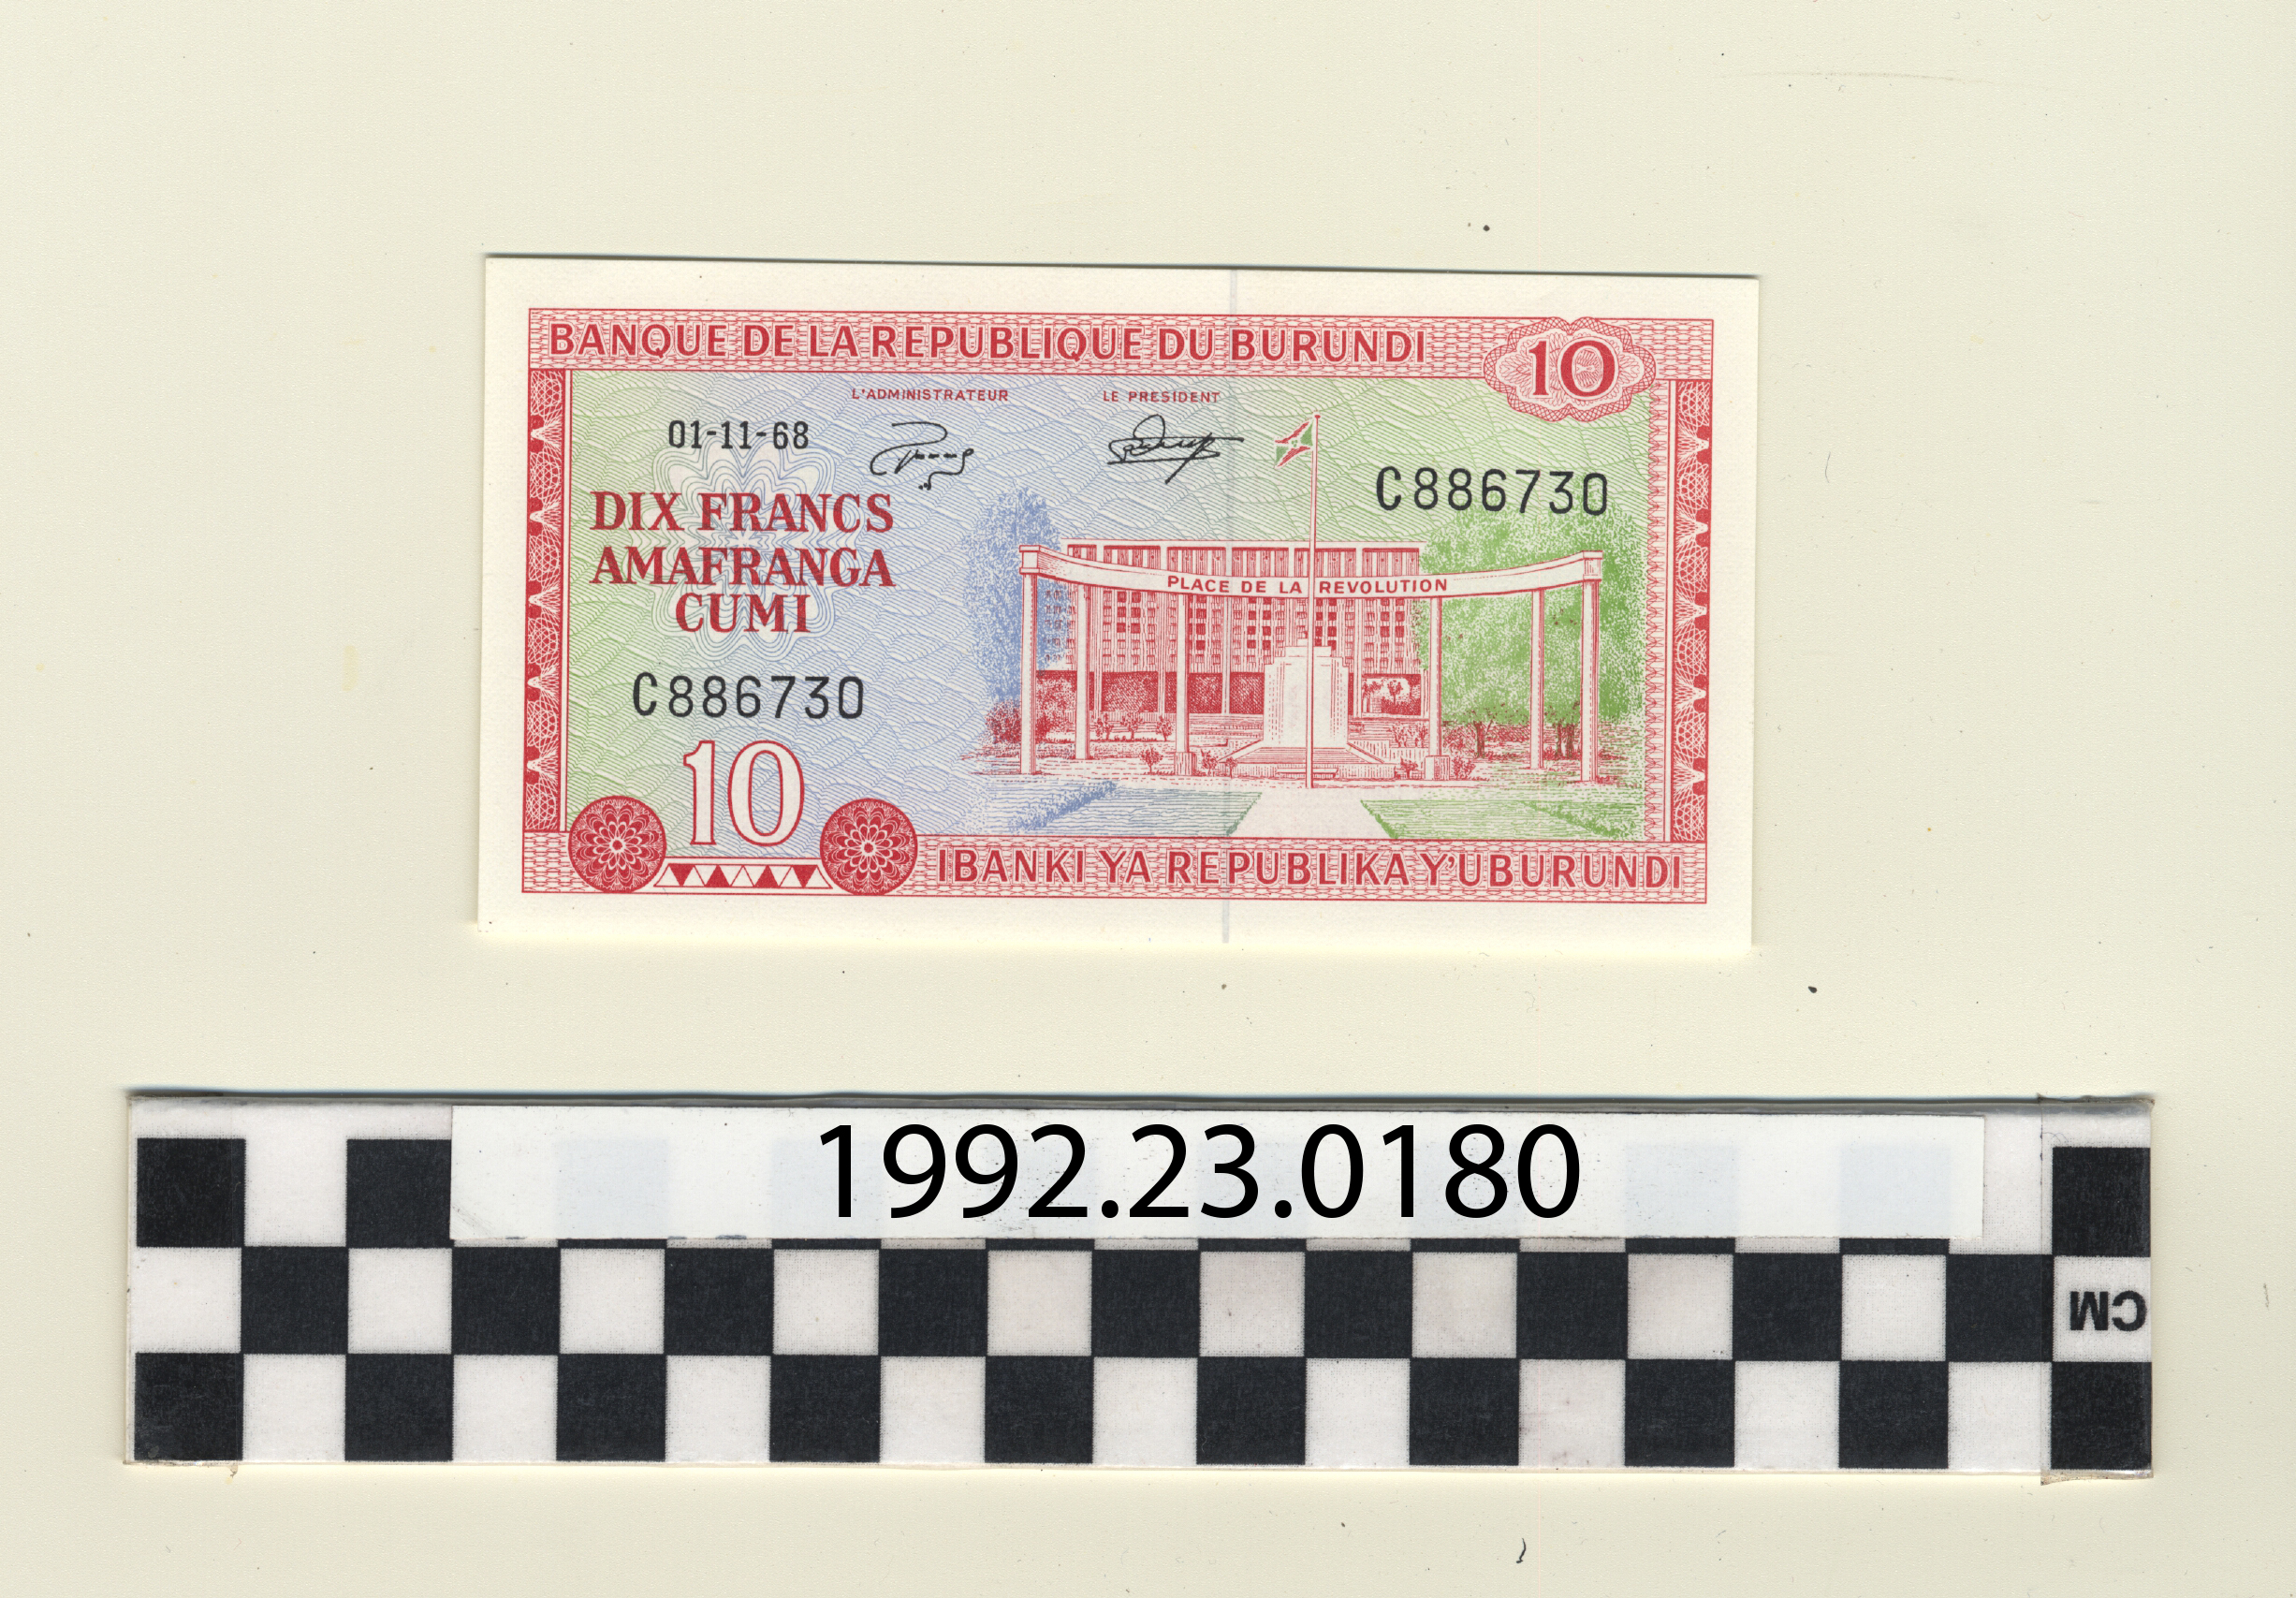 BANQUE DE LA REPUBLIQUE DU BURUNDI
10
L'ADMINISTRATEUR
LE PRESIDENT
01-11-68
C886730
DIX FRANCS
AMAFRANGA
CUMI
PLACE DE LA REVOLUTION
C886730
10
IBANKI YA REPUBLIKA Y'UBURUNDI
1992.23.0180
CM